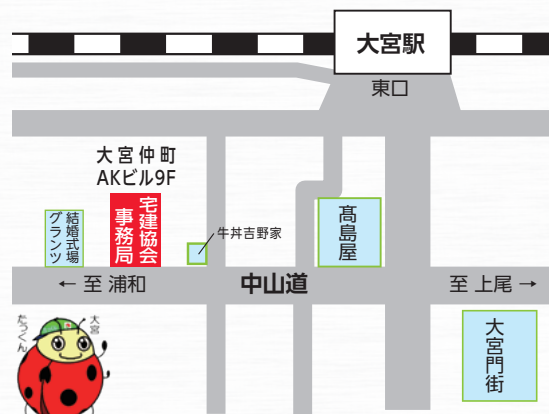 大宮駅
東口
大宮仲町
AKビル9F
宅建協会
事務局
結婚式場
グランツ
牛丼吉野家
髙島屋
← 至 浦和
中山道
至 上尾 →
大宮門街
大宮
たっくん